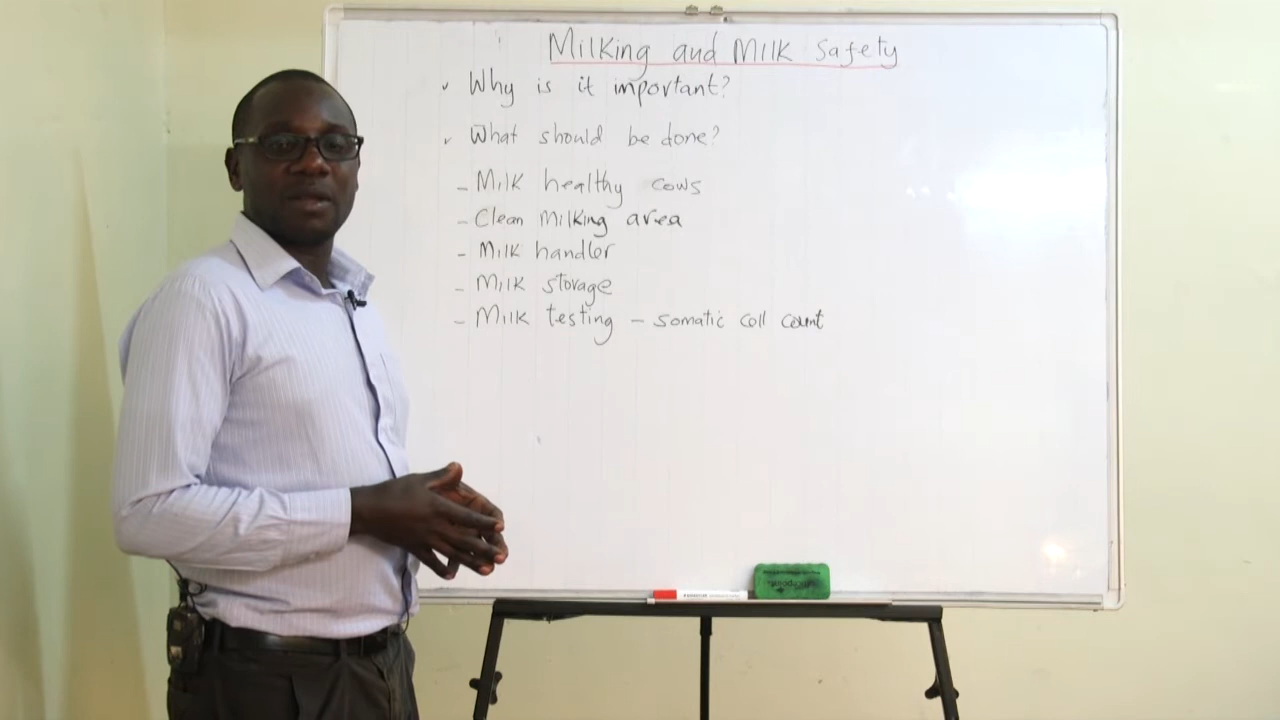 Milking and Milk Safety
✓ Why is it important?
✓ What should be done?
- Milk healthy cows
- Clean Milking area
- Milk handler
- Milk storage
- Milk testing - somatic cell count